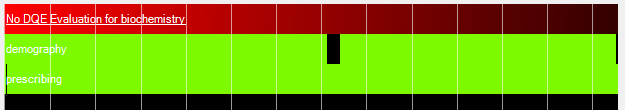 No DQE Evaluation for biochemistry
demography
prescribing